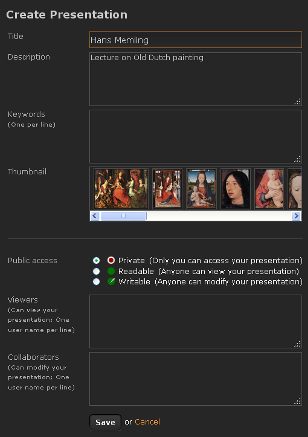 Create Presentation
Title
Hans Memling
Description
Lecture on Old Dutch painting
Keywords
(One per line)
Thumbnail
Public access
Private (Only you can access your presentation)
Readable (Anyone can view your presentation)
Writable (Anyone can modify your presentation)
Viewers
(Can view your
presentation; One
user name per line)
Collaborators
(Can modify your
presentation; One
user name per line)
Save or Cancel